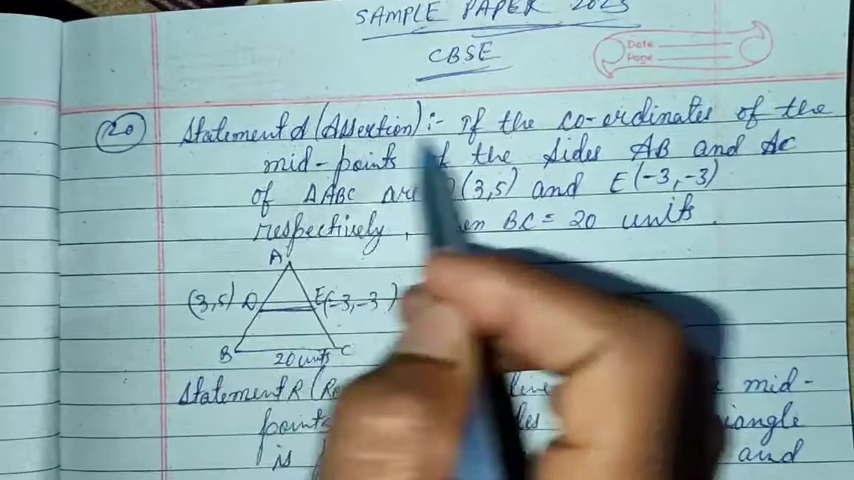 SAMPLE PAPER 2023
CBSE
Date
Page
20 Statement A (Assertion) :- If the co-ordinates of the
mid-points of the sides AB and AC
of ΔABC are D(3,5) and E(-3,-3)
respectively, then BC = 20 units.
A
(3,5) D E(-3,-3)
B 20 units C
Statement R ( line mid-
points triangle
is and